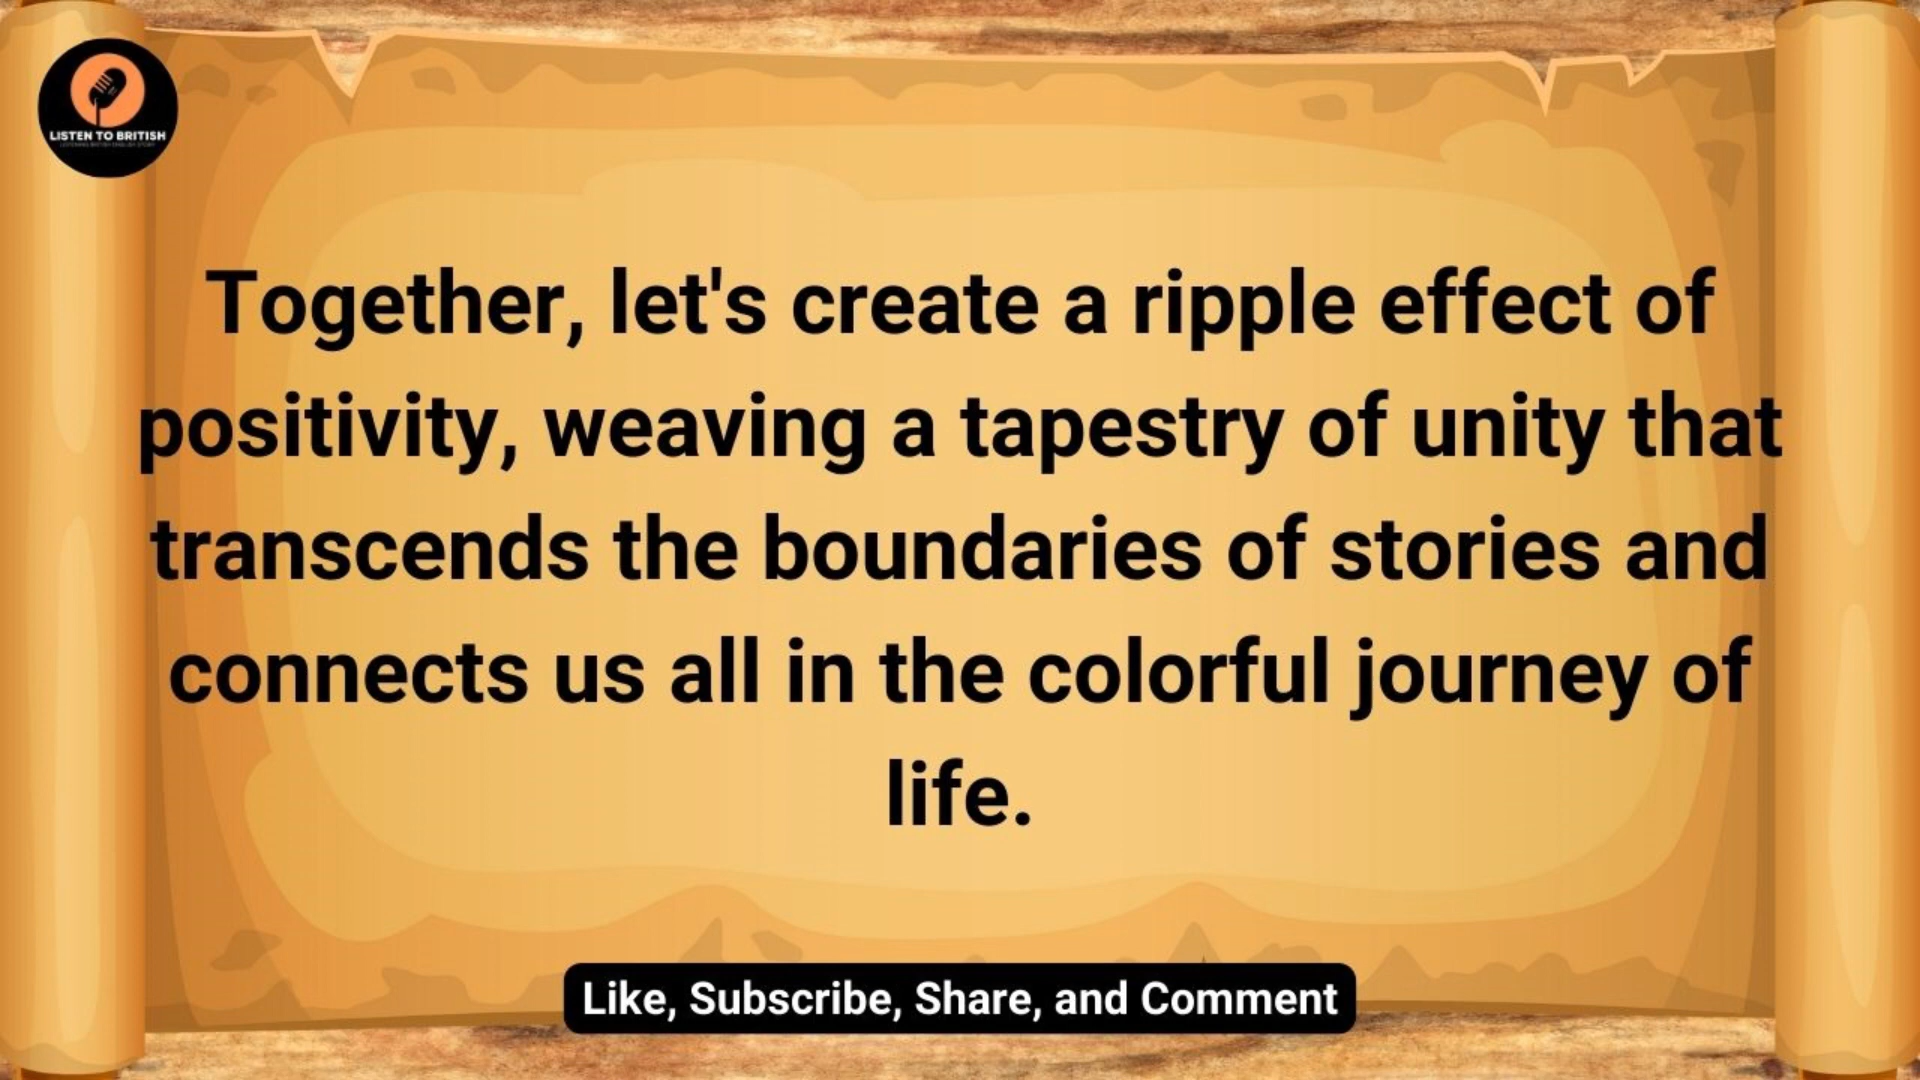 LISTEN TO BRITISH
Together, let's create a ripple effect of
positivity, weaving a tapestry of unity that
transcends the boundaries of stories and
connects us all in the colorful journey of
life.
Like, Subscribe, Share, and Comment